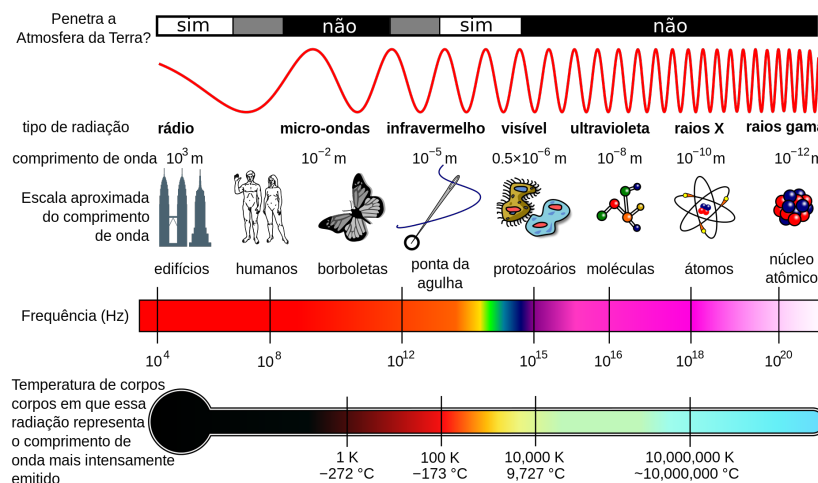 Penetra a
Atmosfera da Terra?
sim
não
sim
não
tipo de radiação
rádio
micro-ondas
infravermelho
visível
ultravioleta
raios X
raios gama
comprimento de onda
10³ m
10⁻² m
10⁻⁵ m
0.5×10⁻⁶ m
10⁻⁸ m
10⁻¹⁰ m
10⁻¹² m
Escala aproximada
do comprimento
de onda
edifícios
humanos
borboletas
ponta da
agulha
protozoários
moléculas
átomos
núcleo
atômico
Frequência (Hz)
10⁴
10⁸
10¹²
10¹⁵
10¹⁶
10¹⁸
10²⁰
Temperatura de corpos
corpos em que essa
radiação representa
o comprimento de
onda mais intensamente
emitido
1 K
−272 °C
100 K
−173 °C
10,000 K
9,727 °C
10,000,000 K
~10,000,000 °C